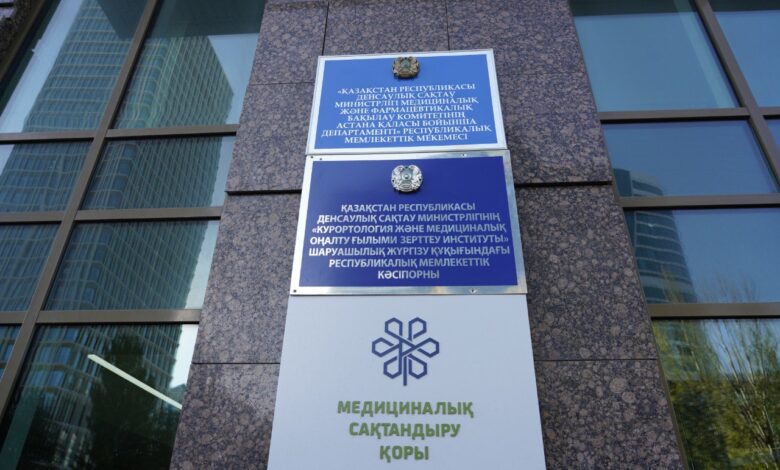 «ҚАЗАҚСТАН РЕСПУБЛИКАСЫ
ДЕНСАУЛЫҚ САҚТАУ
МИНИСТРЛІГІ МЕДИЦИНАЛЫҚ
ЖӘНЕ ФАРМАЦЕВТИКАЛЫҚ
БАҚЫЛАУ КОМИТЕТІНІҢ
АСТАНА ҚАЛАСЫ БОЙЫНША
ДЕПАРТАМЕНТІ» РЕСПУБЛИКАЛЫҚ
МЕМЛЕКЕТТІК МЕКЕМЕСІ
ҚАЗАҚСТАН РЕСПУБЛИКАСЫ
ДЕНСАУЛЫҚ САҚТАУ МИНИСТРЛІГІНІҢ
«КУРОРТОЛОГИЯ ЖӘНЕ МЕДИЦИНАЛЫҚ
ОҢАЛТУ ҒЫЛЫМИ ЗЕРТТЕУ ИНСТИТУТЫ»
ШАРУАШЫЛЫҚ ЖҮРГІЗУ ҚҰҚЫҒЫНДАҒЫ
РЕСПУБЛИКАЛЫҚ МЕМЛЕКЕТТІК
КӘСІПОРНЫ
МЕДИЦИНАЛЫҚ
САҚТАНДЫРУ
ҚОРЫ